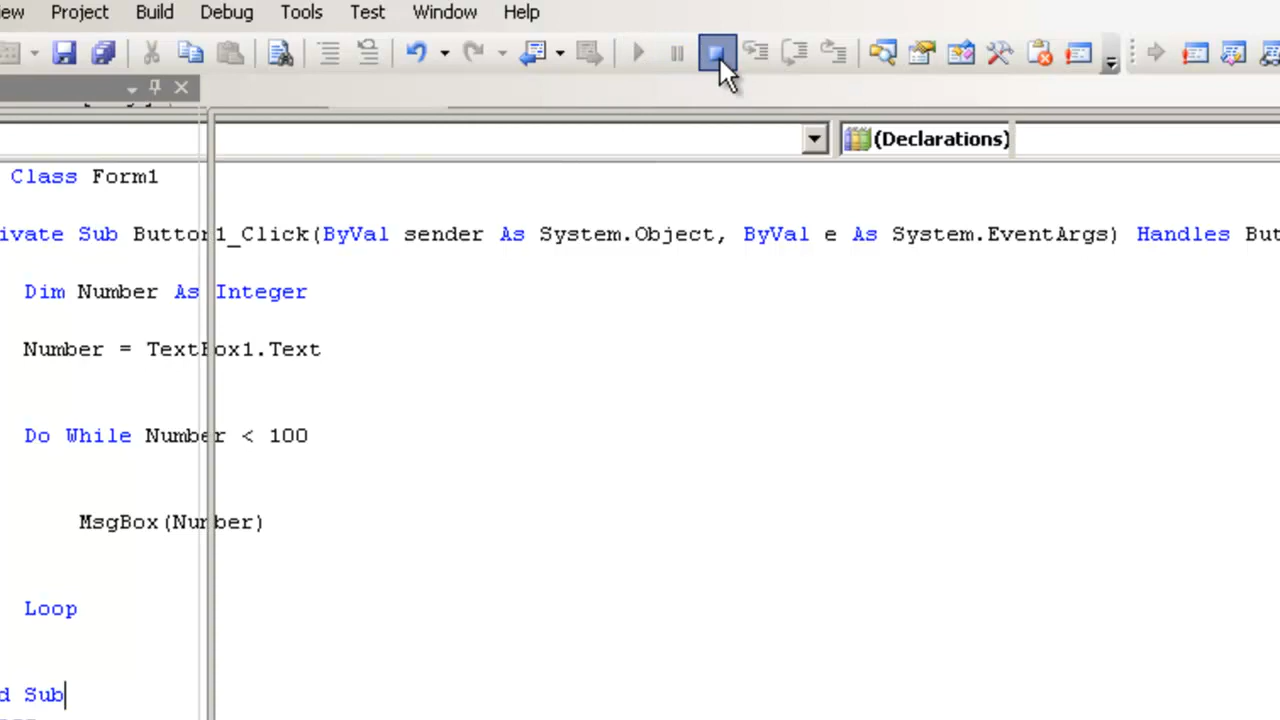 iew Project Build Debug Tools Test Window Help
(Declarations)
Class Form1
ivate Sub Button1_Click(ByVal sender As System.Object, ByVal e As System.EventArgs) Handles But
Dim Number As Integer
Number = TextBox1.Text
Do While Number < 100
MsgBox(Number)
Loop
d Sub